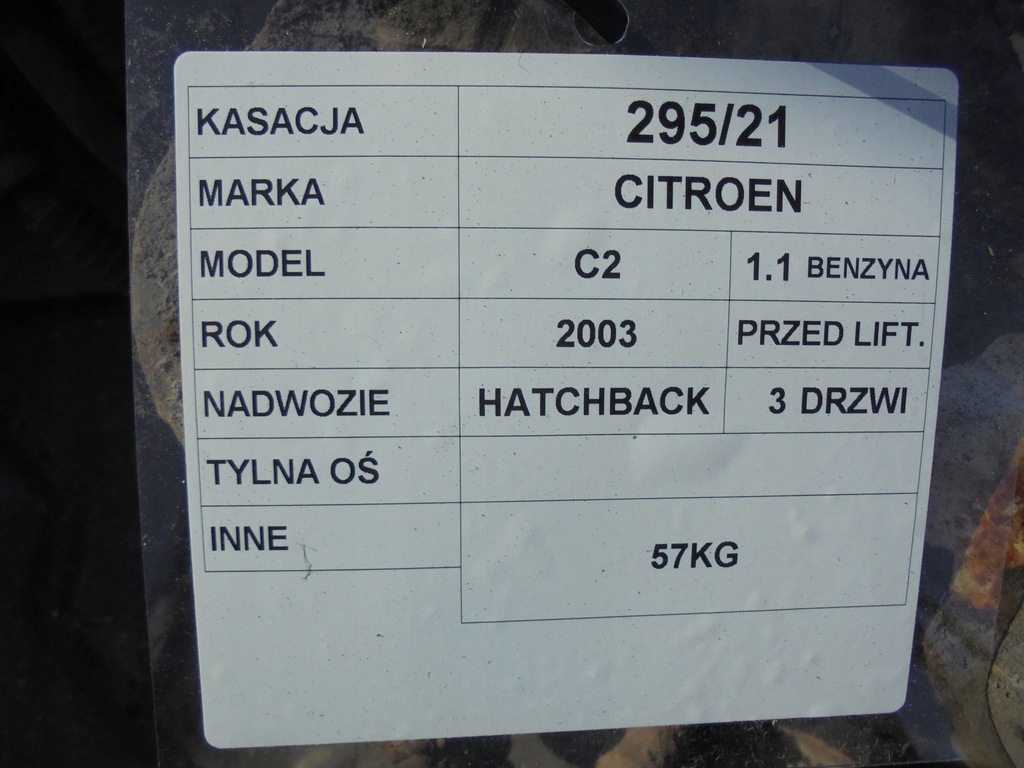 KASACJA 295/21
MARKA CITROEN
MODEL C2 1.1 BENZYNA
ROK 2003 PRZED LIFT.
NADWOZIE HATCHBACK 3 DRZWI
TYLNA OŚ
INNE 57KG